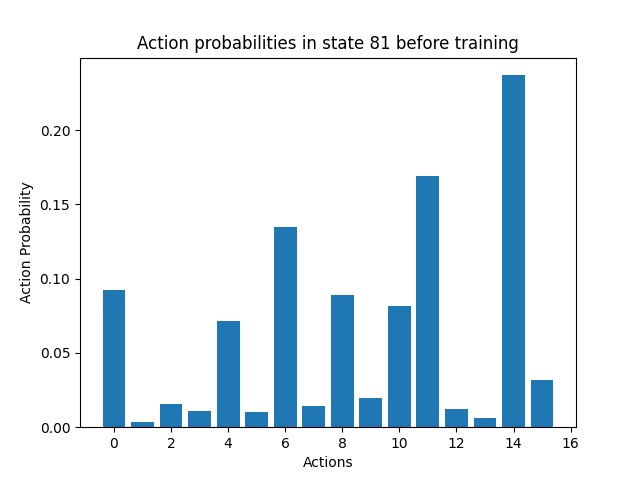 Action probabilities in state 81 before training
0.20
0.15
0.10
0.05
0.00
Action Probability
0 2 4 6 8 10 12 14 16
Actions